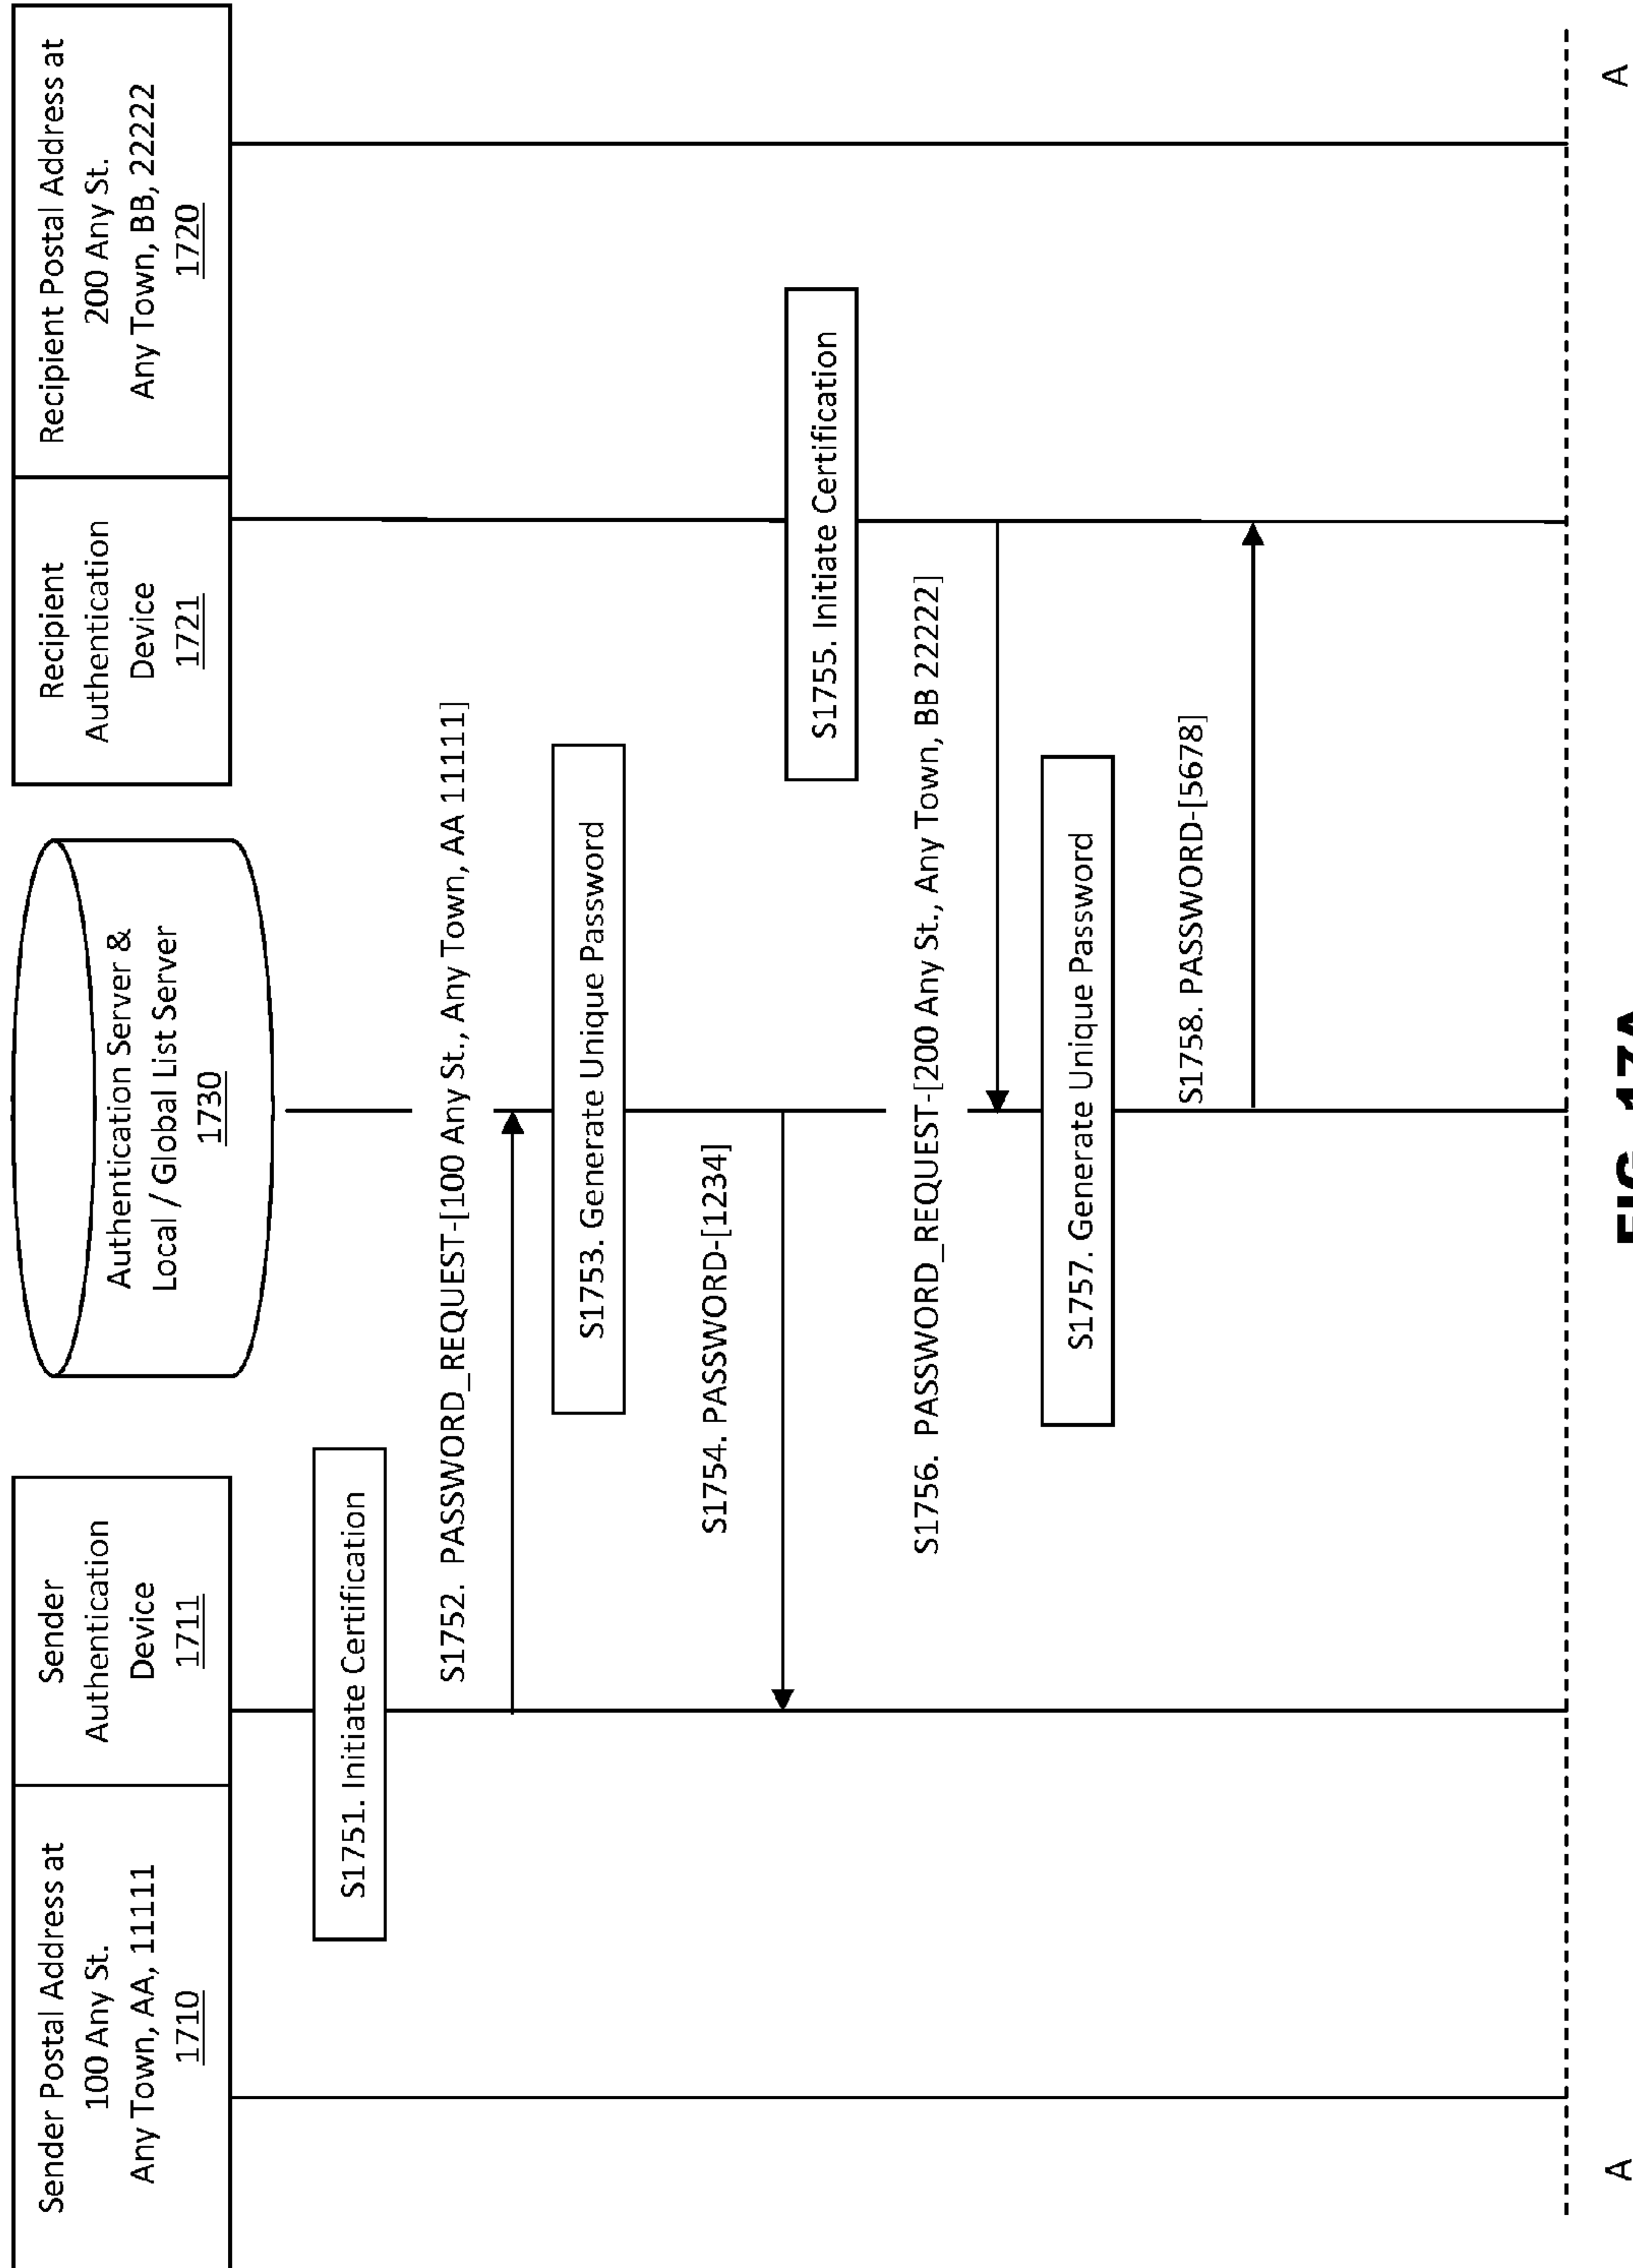 Sender Postal Address at
100 Any St.
Any Town, AA, 11111
1710
Sender
Authentication
Device
1711
Authentication Server &
Local / Global List Server
1730
Recipient
Authentication
Device
1721
Recipient Postal Address at
200 Any St.
Any Town, BB, 22222
1720
S1751. Initiate Certification
S1752. PASSWORD_REQUEST-[100 Any St., Any Town, AA 11111]
S1753. Generate Unique Password
S1754. PASSWORD-[1234]
S1755. Initiate Certification
S1756. PASSWORD_REQUEST-[200 Any St., Any Town, BB 22222]
S1757. Generate Unique Password
S1758. PASSWORD-[5678]
A
A
FIG. 17A